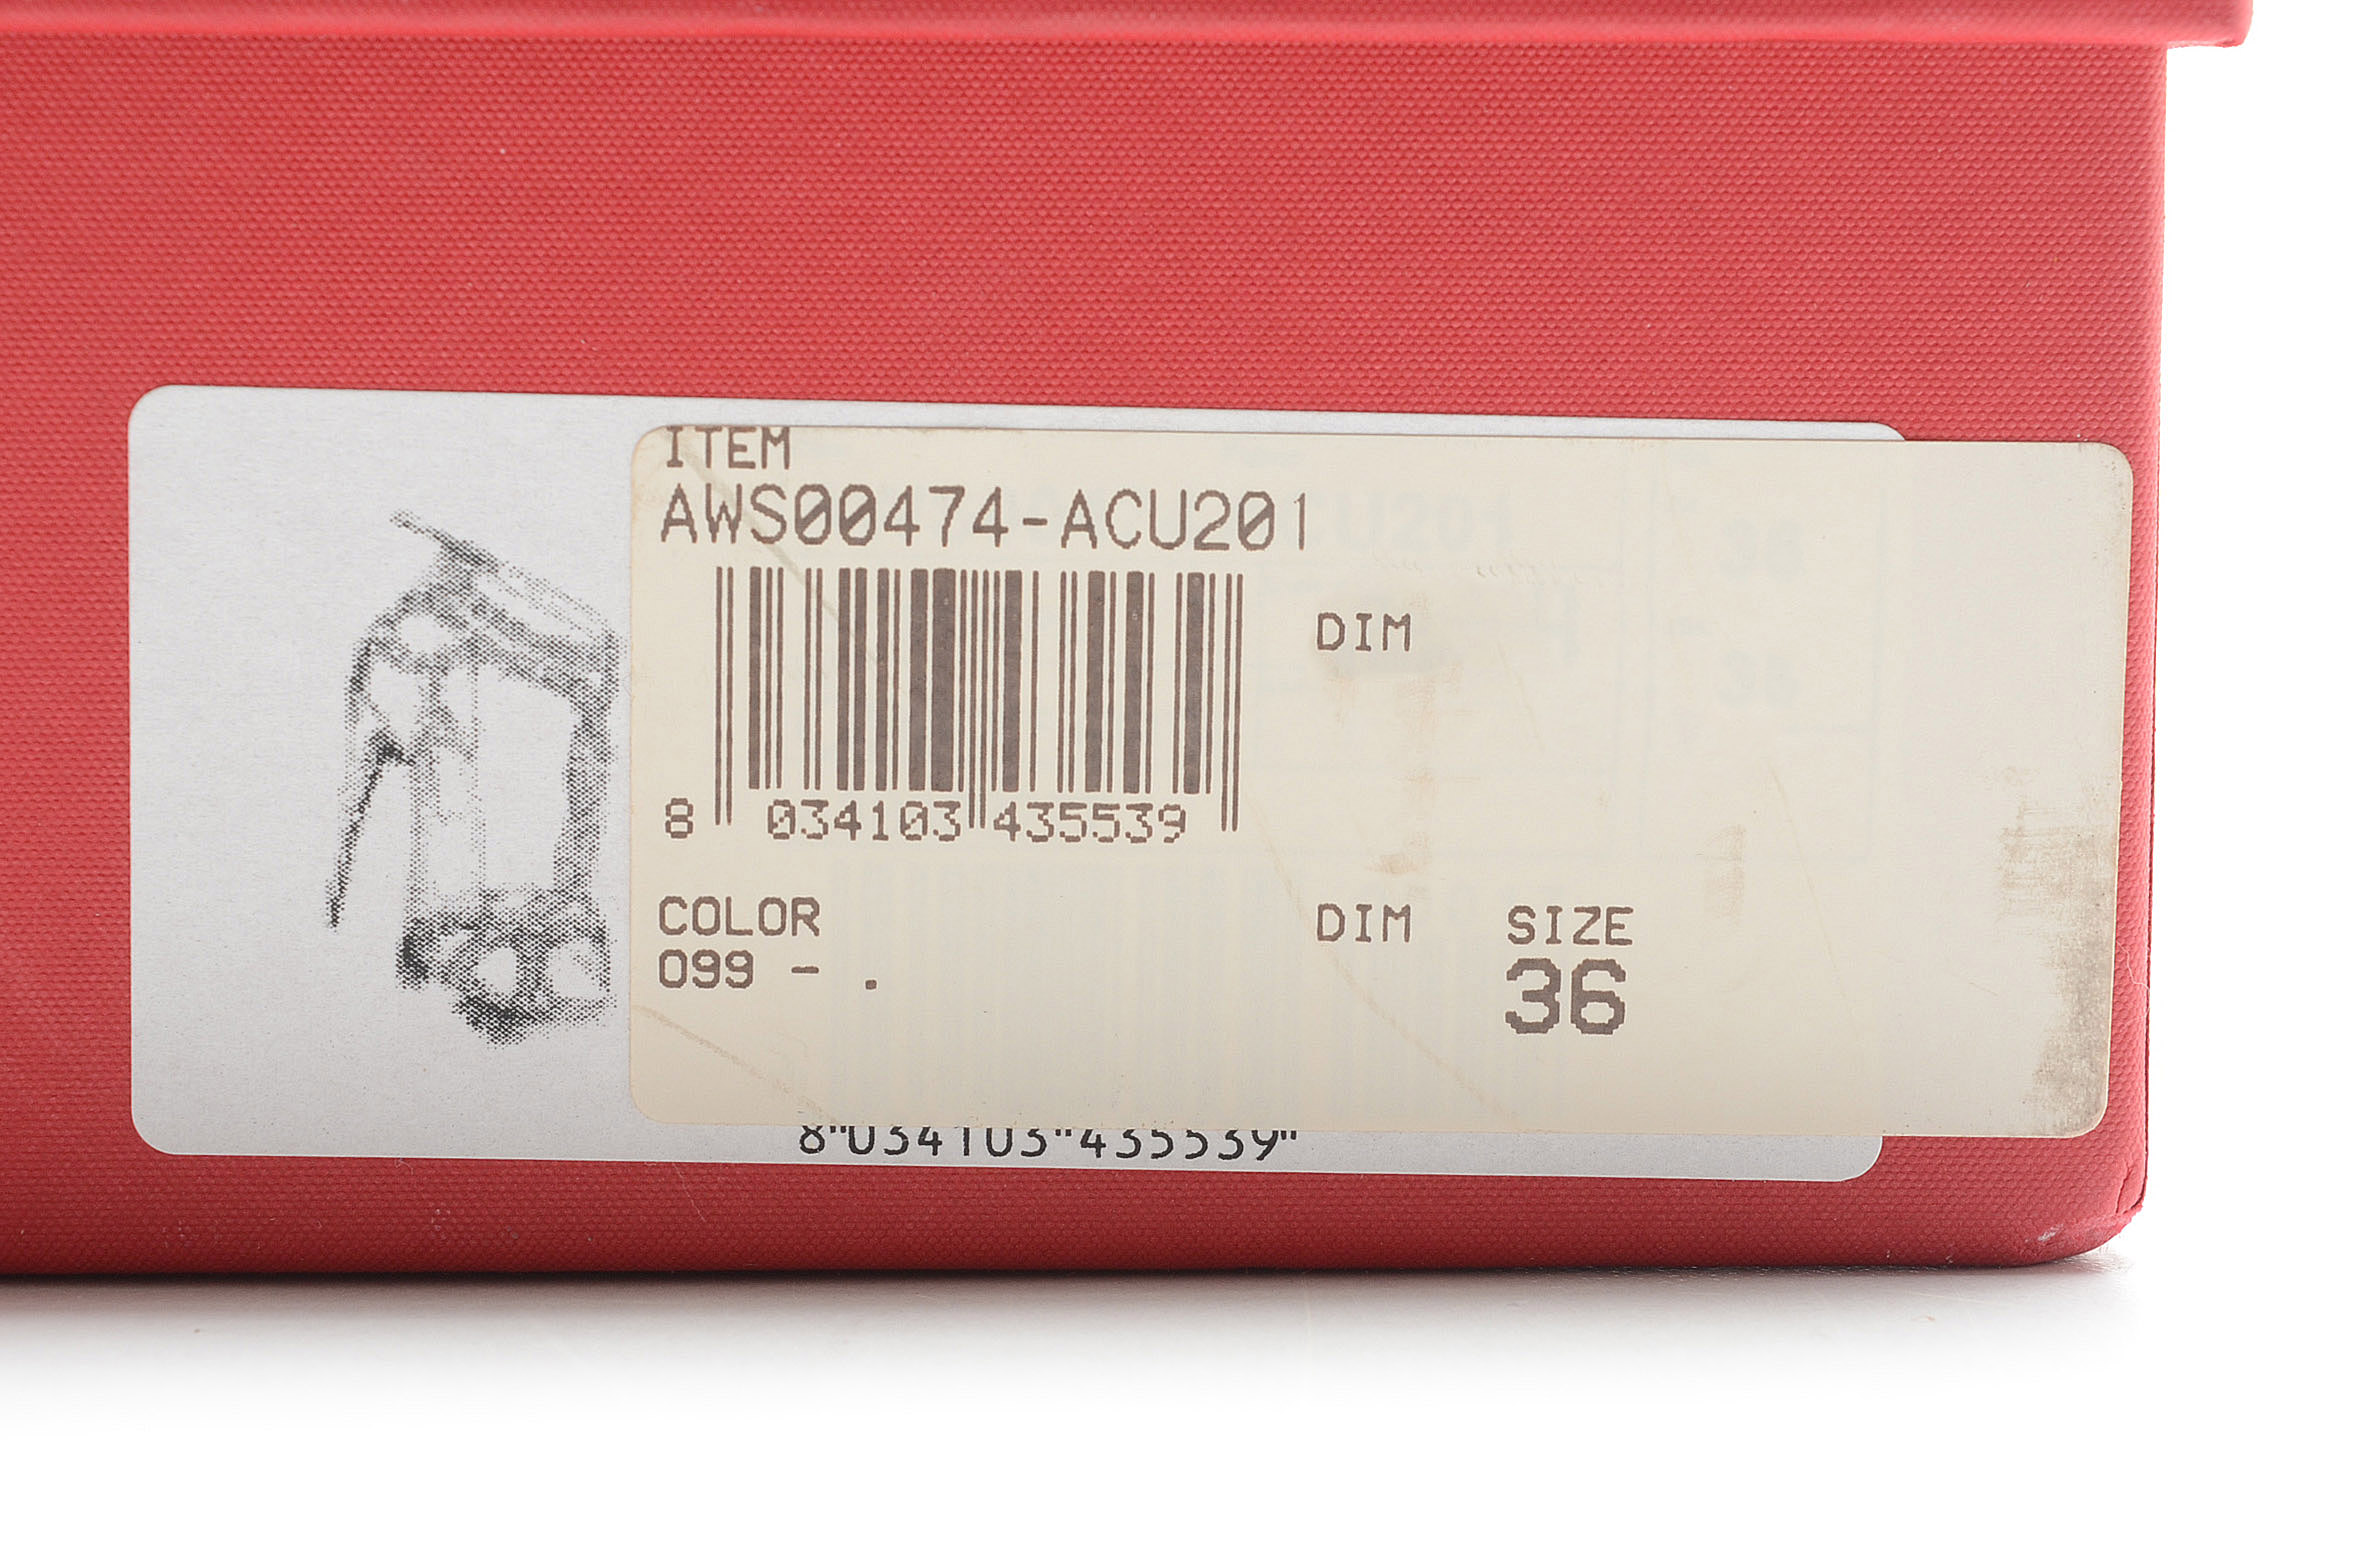 ITEM
AWS00474-ACU201
DIM
8 034103 435539
COLOR DIM SIZE
099 - . 36
8"034103"435539"